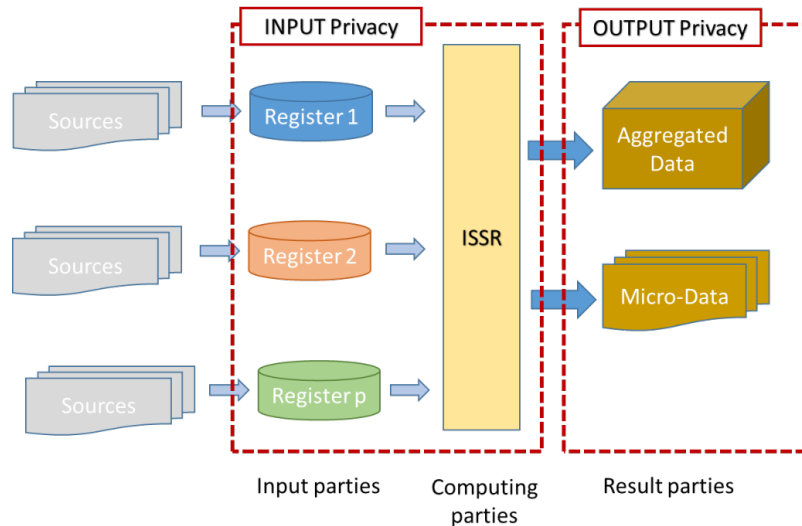 INPUT Privacy
OUTPUT Privacy
Sources
Register 1
Aggregated
Data
Sources
Register 2
ISSR
Micro-Data
Sources
Register p
Input parties
Computing
parties
Result parties